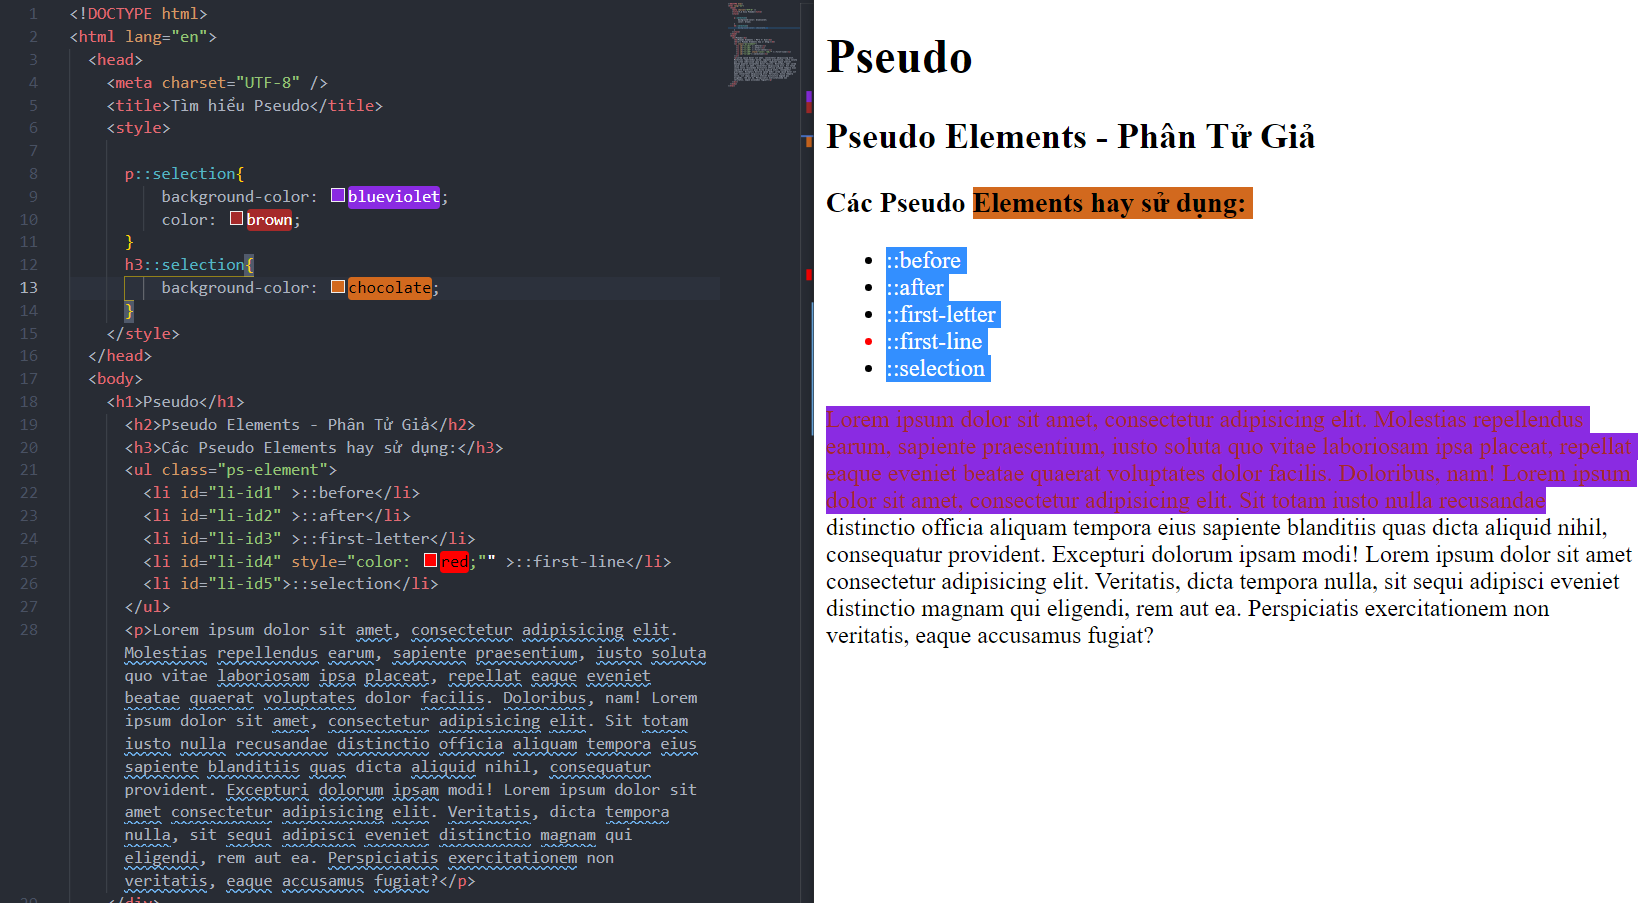 1 <!DOCTYPE html>
2 <html lang="en">
3 <head>
4 <meta charset="UTF-8" />
5 <title>Tìm hiểu Pseudo</title>
6 <style>
7
8 p::selection{
9 background-color: blueviolet;
10 color: brown;
11 }
12 h3::selection{
13 background-color: chocolate;
14 }
15 </style>
16 </head>
17 <body>
18 <h1>Pseudo</h1>
19 <h2>Pseudo Elements - Phân Tử Giả</h2>
20 <h3>Các Pseudo Elements hay sử dụng:</h3>
21 <ul class="ps-element">
22 <li id="li-id1" >::before</li>
23 <li id="li-id2" >::after</li>
24 <li id="li-id3" >::first-letter</li>
25 <li id="li-id4" style="color: red;"" >::first-line</li>
26 <li id="li-id5">::selection</li>
27 </ul>
28 <p>Lorem ipsum dolor sit amet, consectetur adipisicing elit.
Molestias repellendus earum, sapiente praesentium, iusto soluta
quo vitae laboriosam ipsa placeat, repellat eaque eveniet
beatae quaerat voluptates dolor facilis. Doloribus, nam! Lorem
ipsum dolor sit amet, consectetur adipisicing elit. Sit totam
iusto nulla recusandae distinctio officia aliquam tempora eius
sapiente blanditiis quas dicta aliquid nihil, consequatur
provident. Excepturi dolorum ipsam modi! Lorem ipsum dolor sit
amet consectetur adipisicing elit. Veritatis, dicta tempora
nulla, sit sequi adipisci eveniet distinctio magnam qui
eligendi, rem aut ea. Perspiciatis exercitationem non
veritatis, eaque accusamus fugiat?</p>
29 </div>
Pseudo
Pseudo Elements - Phân Tử Giả
Các Pseudo Elements hay sử dụng:
::before
::after
::first-letter
::first-line
::selection
Lorem ipsum dolor sit amet, consectetur adipisicing elit. Molestias repellendus
earum, sapiente praesentium, iusto soluta quo vitae laboriosam ipsa placeat, repellat
eaque eveniet beatae quaerat voluptates dolor facilis. Doloribus, nam! Lorem ipsum
dolor sit amet, consectetur adipisicing elit. Sit totam iusto nulla recusandae
distinctio officia aliquam tempora eius sapiente blanditiis quas dicta aliquid nihil,
consequatur provident. Excepturi dolorum ipsam modi! Lorem ipsum dolor sit amet
consectetur adipisicing elit. Veritatis, dicta tempora nulla, sit sequi adipisci eveniet
distinctio magnam qui eligendi, rem aut ea. Perspiciatis exercitationem non
veritatis, eaque accusamus fugiat?